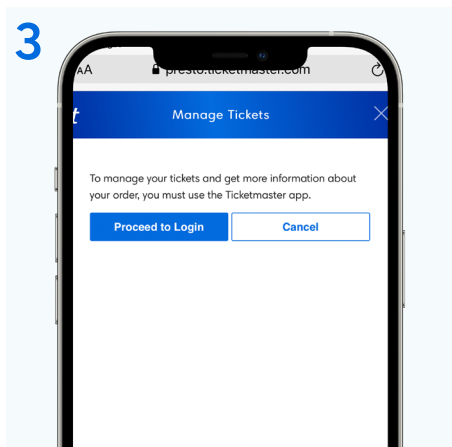 3
AA presto.ticketmaster.com
t Manage Tickets
To manage your tickets and get more information about
your order, you must use the Ticketmaster app.
Proceed to Login Cancel